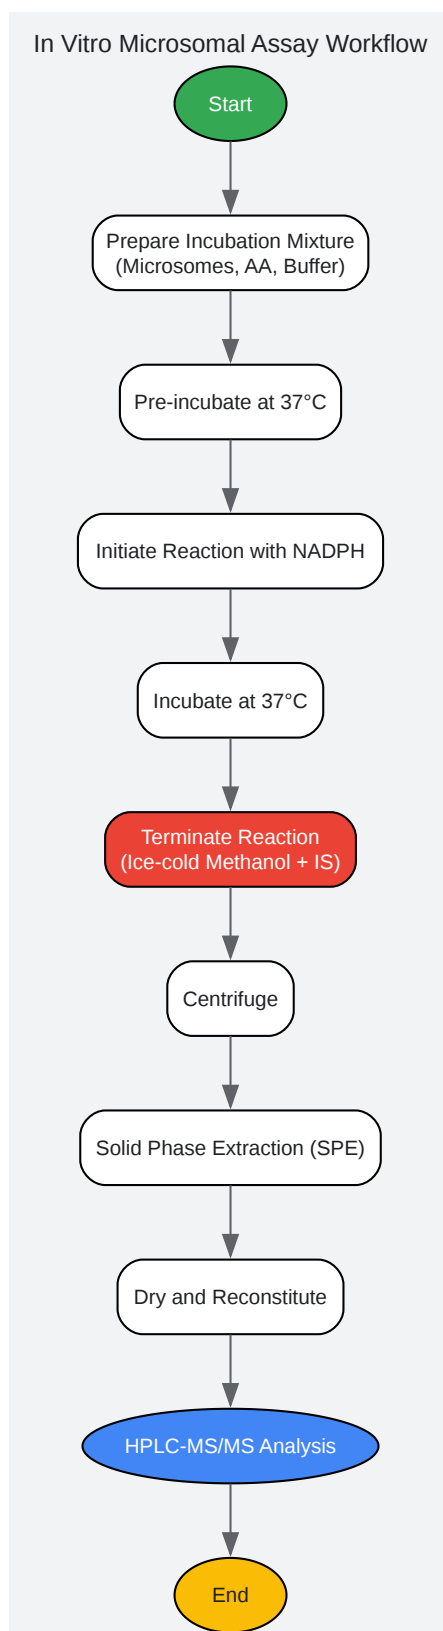 In Vitro Microsomal Assay Workflow
Start
Prepare Incubation Mixture
(Microsomes, AA, Buffer)
Pre-incubate at 37°C
Initiate Reaction with NADPH
Incubate at 37°C
Terminate Reaction
(Ice-cold Methanol + IS)
Centrifuge
Solid Phase Extraction (SPE)
Dry and Reconstitute
HPLC-MS/MS Analysis
End